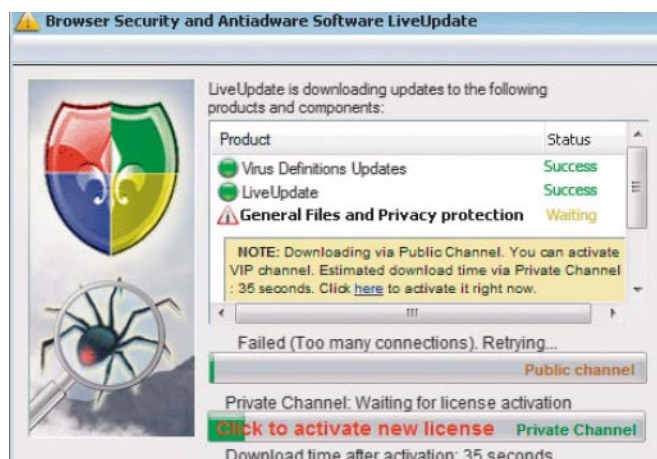 Browser Security and Antiadware Software LiveUpdate
LiveUpdate is downloading updates to the following
products and components:
Product Status
Virus Definitions Updates Success
LiveUpdate Success
General Files and Privacy protection Waiting
NOTE: Downloading via Public Channel. You can activate
VIP channel. Estimated download time via Private Channel
: 35 seconds. Click here to activate it right now.
Failed (Too many connections). Retrying...
Public channel
Private Channel: Waiting for license activation
Click to activate new license Private Channel
Download time after activation: 35 seconds